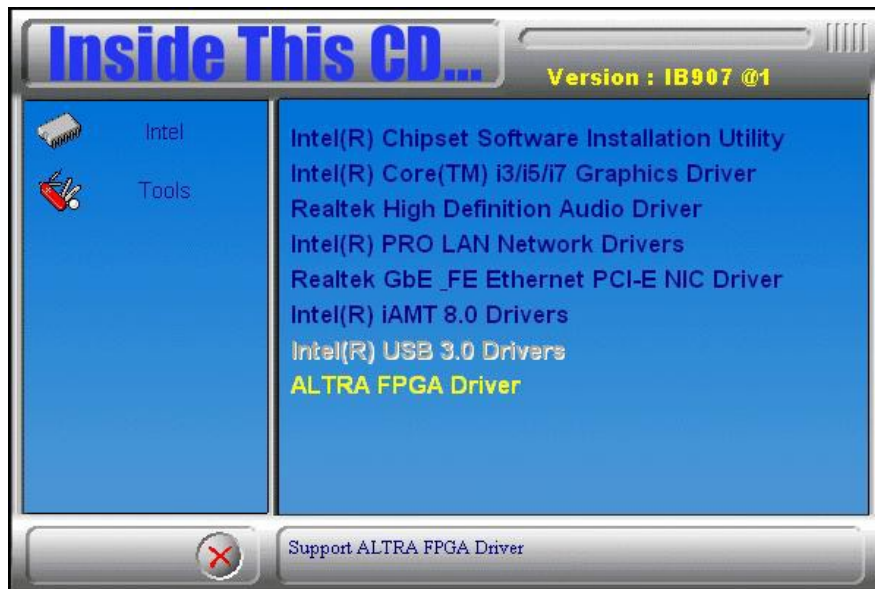 Inside This CD...
Version : IB907 @1
Intel
Tools
Intel(R) Chipset Software Installation Utility
Intel(R) Core(TM) i3/i5/i7 Graphics Driver
Realtek High Definition Audio Driver
Intel(R) PRO LAN Network Drivers
Realtek GbE _FE Ethernet PCI-E NIC Driver
Intel(R) iAMT 8.0 Drivers
Intel(R) USB 3.0 Drivers
ALTRA FPGA Driver
Support ALTRA FPGA Driver